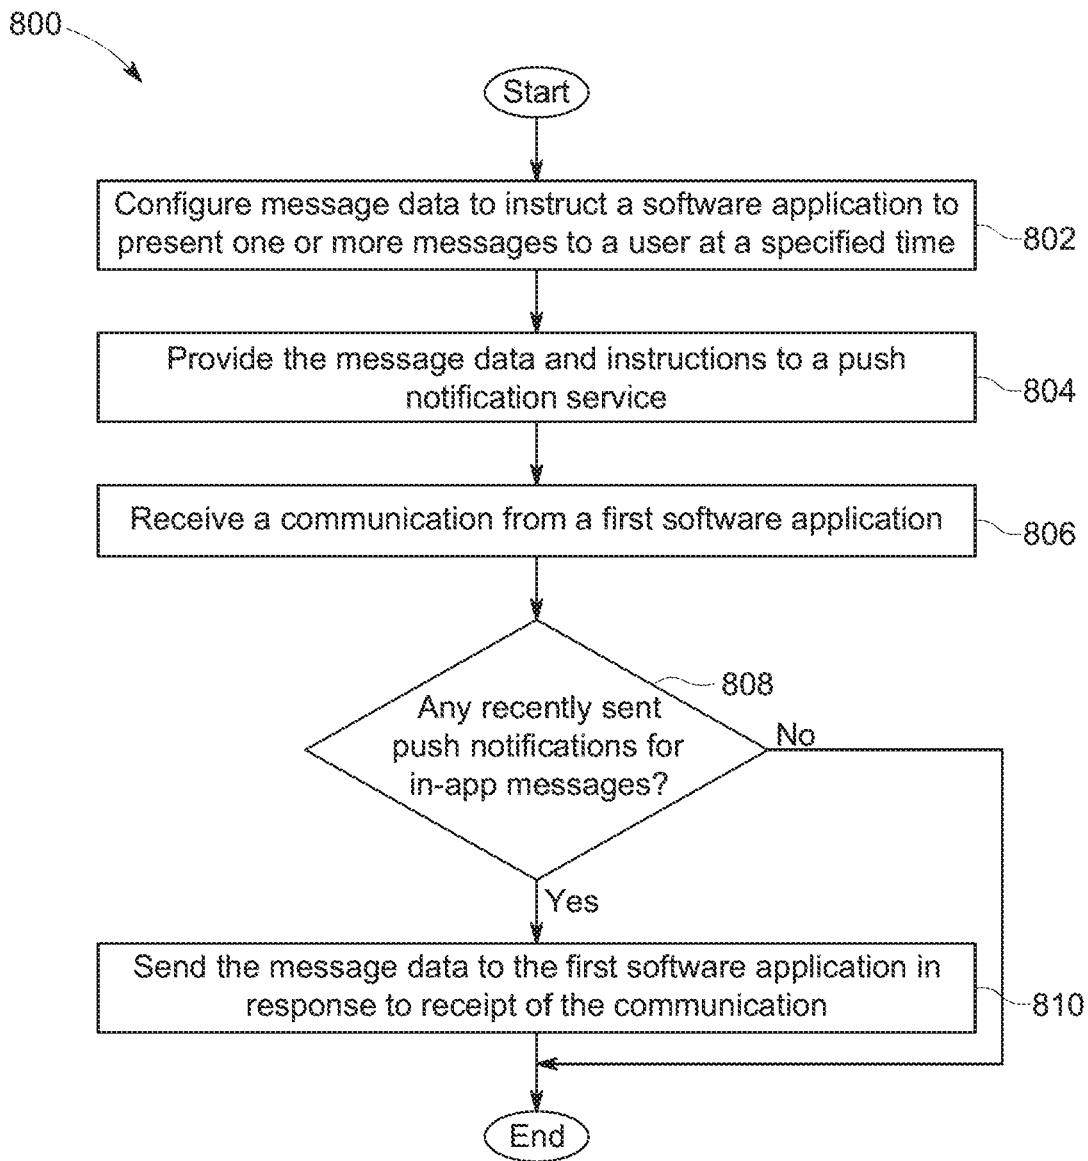 800
Start
Configure message data to instruct a software application to
present one or more messages to a user at a specified time
802
Provide the message data and instructions to a push
notification service
804
Receive a communication from a first software application
806
808
Any recently sent
push notifications for
in-app messages?
No
Yes
Send the message data to the first software application in
response to receipt of the communication
810
End